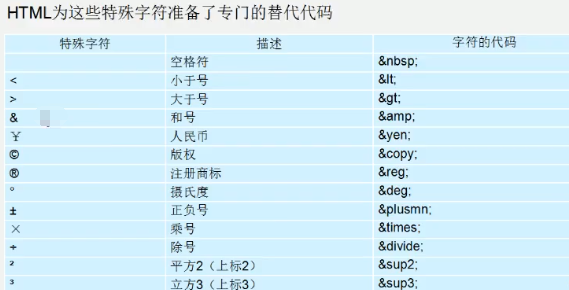 HTML为这些特殊字符准备了专门的替代代码
特殊字符 描述 字符的代码
空格符 &nbsp;
< 小于号 &lt;
> 大于号 &gt;
& 和号 &amp;
￥ 人民币 &yen;
© 版权 &copy;
® 注册商标 &reg;
° 摄氏度 &deg;
± 正负号 &plusmn;
× 乘号 &times;
÷ 除号 &divide;
² 平方2（上标2） &sup2;
³ 立方3（上标3） &sup3;